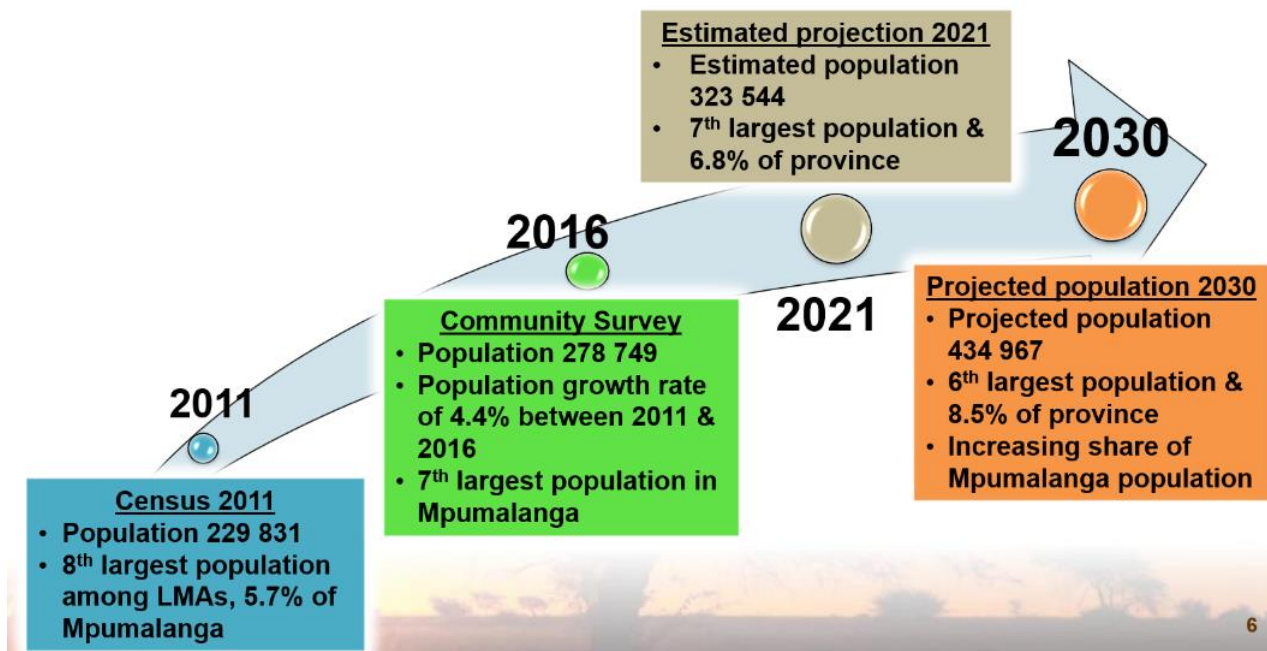 Estimated projection 2021
• Estimated population
323 544
• 7th largest population &
6.8% of province
2030
2016
2021
Projected population 2030
• Projected population
434 967
• 6th largest population &
8.5% of province
• Increasing share of
Mpumalanga population
Community Survey
• Population 278 749
• Population growth rate
of 4.4% between 2011 &
2016
• 7th largest population in
Mpumalanga
2011
Census 2011
• Population 229 831
• 8th largest population
among LMAs, 5.7% of
Mpumalanga
6